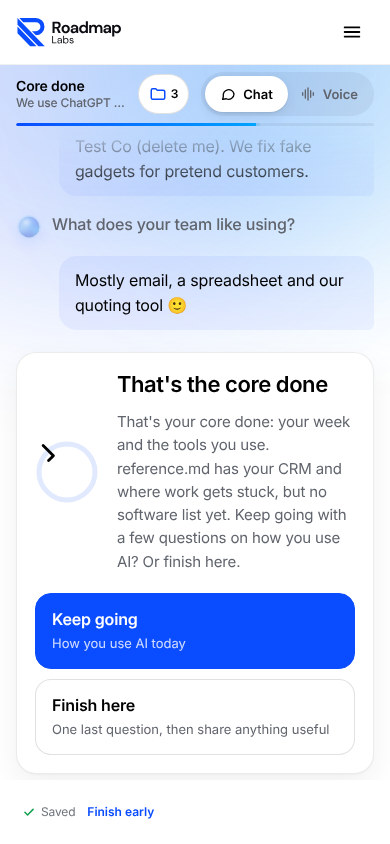 Roadmap
Labs
Core done
We use ChatGPT ...
3
Chat
Voice
Test Co (delete me). We fix fake
gadgets for pretend customers.
What does your team like using?
Mostly email, a spreadsheet and our
quoting tool 🙂
That's the core done
That's your core done: your week
and the tools you use.
reference.md has your CRM and
where work gets stuck, but no
software list yet. Keep going with
a few questions on how you use
AI? Or finish here.
Keep going
How you use AI today
Finish here
One last question, then share anything useful
Saved
Finish early